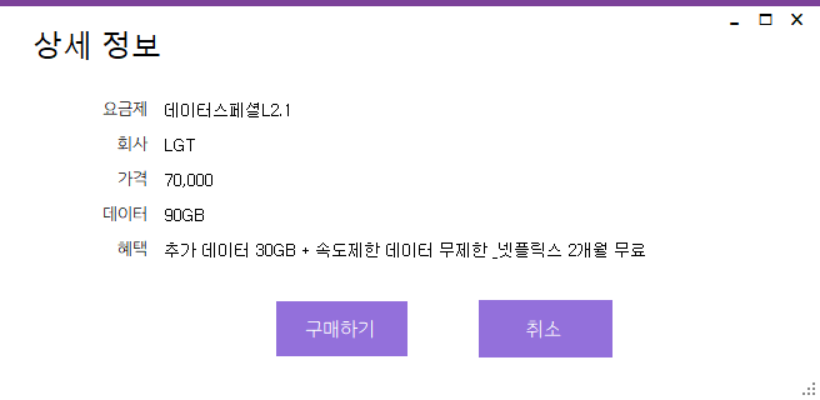 상세 정보
요금제 데이터스페셜L2.1
회사 LGT
가격 70,000
데이터 90GB
혜택 추가 데이터 30GB + 속도제한 데이터 무제한 _넷플릭스 2개월 무료
구매하기 취소